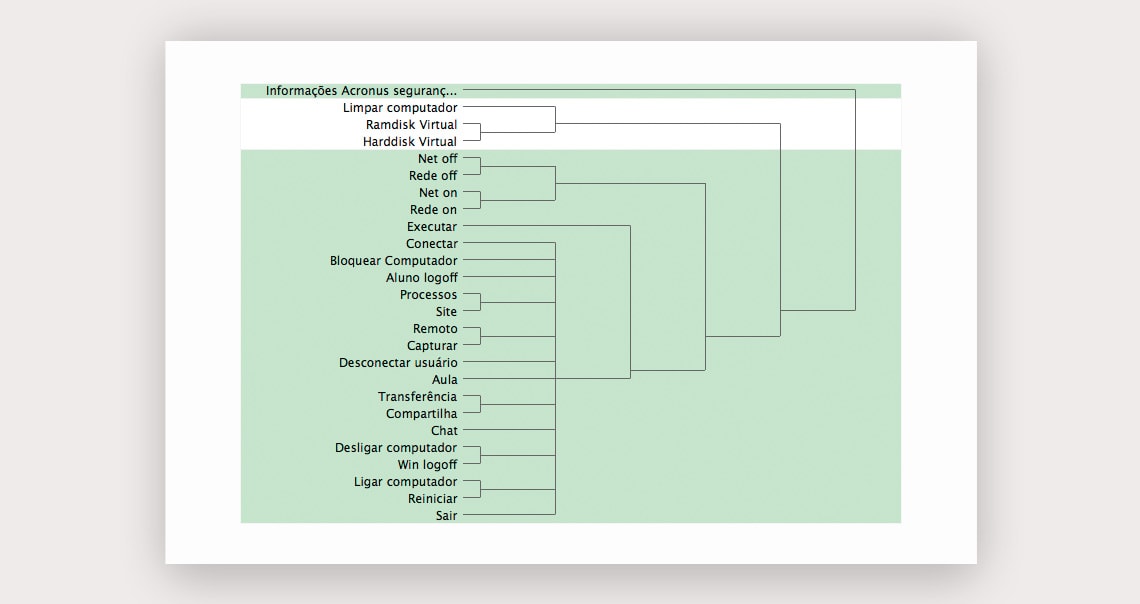 Informações Acronus seguranç...
Limpar computador
Ramdisk Virtual
Harddisk Virtual
Net off
Rede off
Net on
Rede on
Executar
Conectar
Bloquear Computador
Aluno logoff
Processos
Site
Remoto
Capturar
Desconectar usuário
Aula
Transferência
Compartilha
Chat
Desligar computador
Win logoff
Ligar computador
Reiniciar
Sair